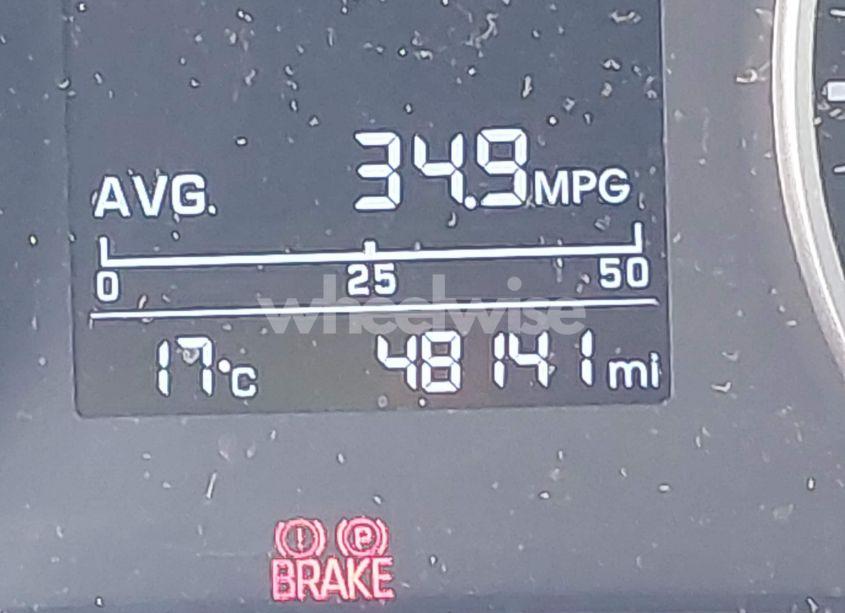 AVG. 34.9 MPG
0 25 50
wheelwise
17°C 48141 mi
! P
BRAKE